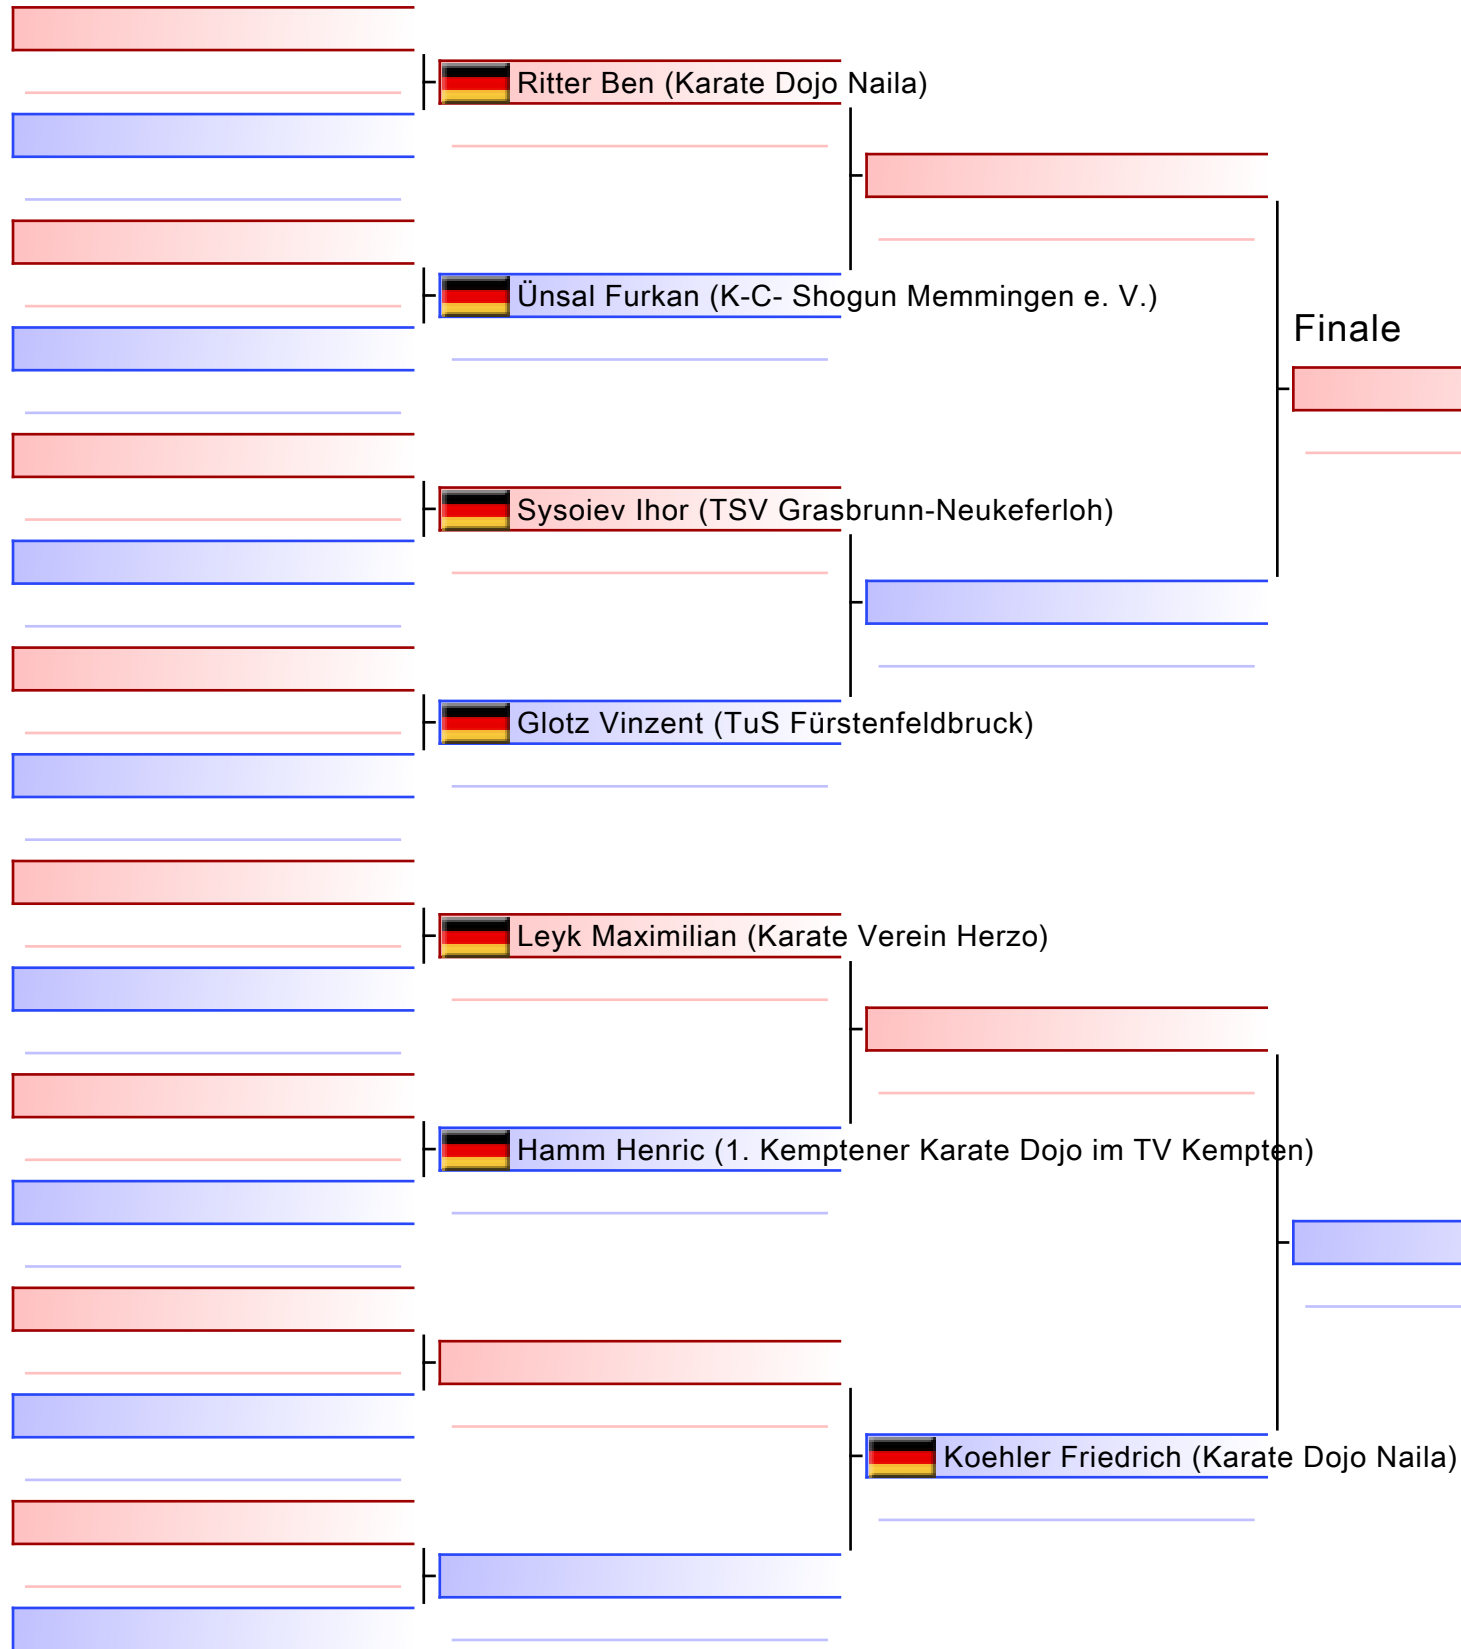 Ritter Ben (Karate Dojo Naila)
Ünsal Furkan (K-C- Shogun Memmingen e. V.)
Finale
Sysoiev Ihor (TSV Grasbrunn-Neukeferloh)
Glotz Vinzent (TuS Fürstenfeldbruck)
Leyk Maximilian (Karate Verein Herzo)
Hamm Henric (1. Kemptener Karate Dojo im TV Kempten)
Koehler Friedrich (Karate Dojo Naila)